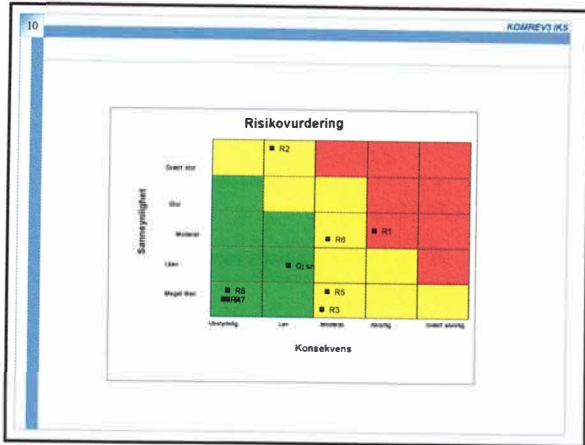 10
KOMREV3 IKS
Risikovurdering
Svært stor
R2
Stor
Sannsynlighet
Moderat
R1
R6
Liten
Gj sn
Meget liten
R8
R5
R3
Ubetydelig
Lav
Moderat
Alvorlig
Svært alvorlig
Konsekvens